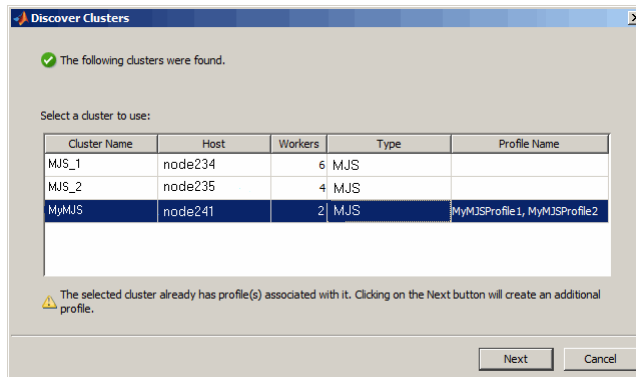 Discover Clusters
The following clusters were found.
Select a cluster to use:
Cluster Name Host Workers Type Profile Name
MJS_1 node234 6 MJS
MJS_2 node235 4 MJS
MyMJS node241 2 MJS MyMJSProfile1, MyMJSProfile2
The selected cluster already has profile(s) associated with it. Clicking on the Next button will create an additional
profile.
Next Cancel